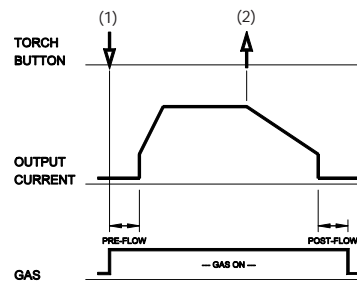 (1) (2)
TORCH
BUTTON
OUTPUT
CURRENT
PRE-FLOW POST-FLOW
— GAS ON —
GAS